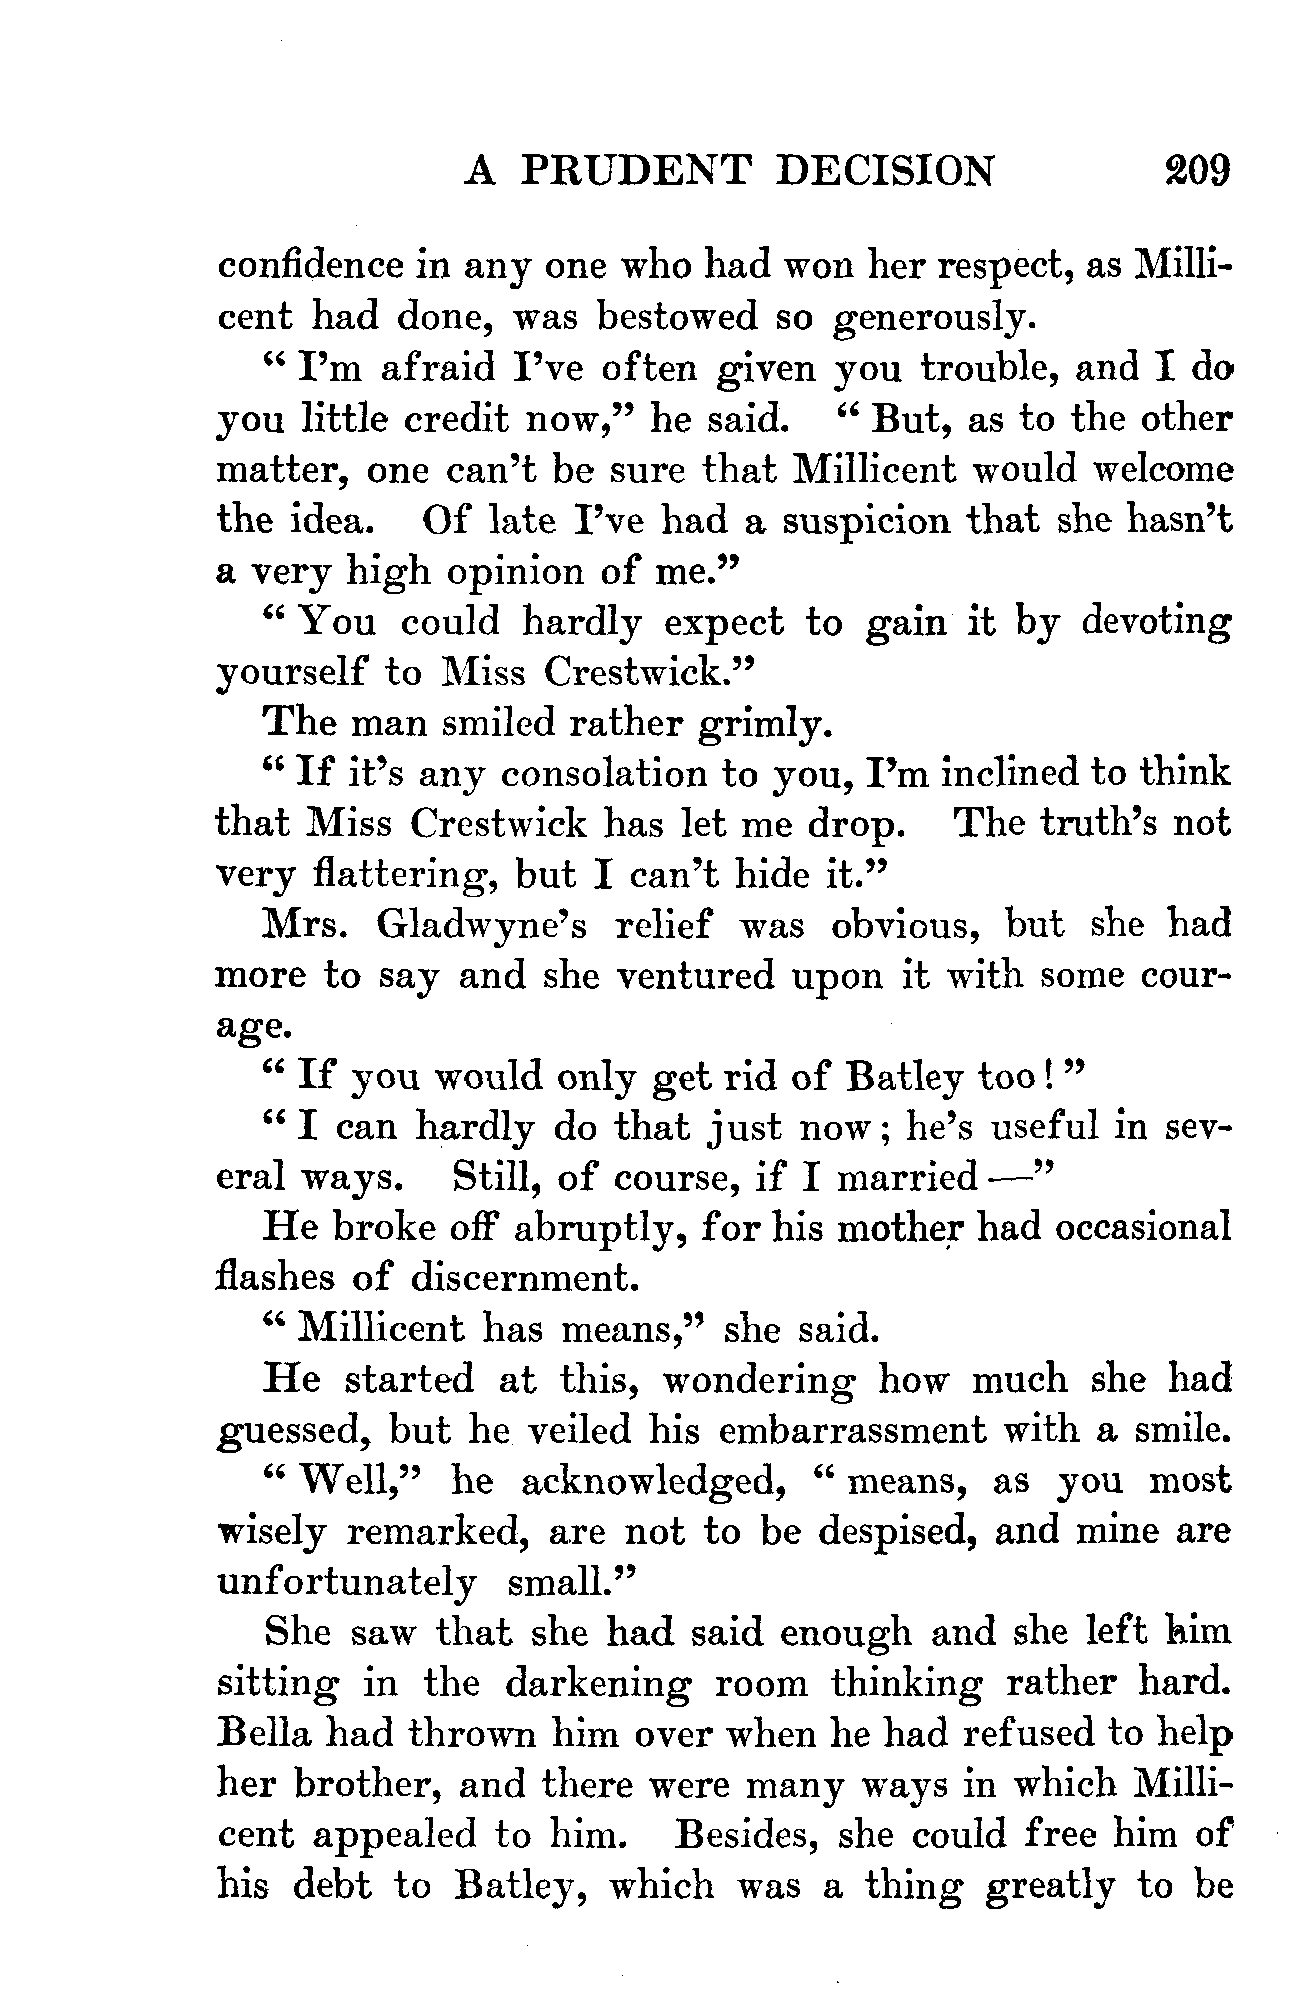 A PRUDENT DECISION 209
confidence in any one who had won her respect, as Milli-
cent had done, was bestowed so generously.
" I'm afraid I've often given you trouble, and I do
you little credit now," he said. " But, as to the other
matter, one can't be sure that Millicent would welcome
the idea. Of late I've had a suspicion that she hasn't
a very high opinion of me."
" You could hardly expect to gain it by devoting
yourself to Miss Crestwick."
The man smiled rather grimly.
" If it's any consolation to you, I'm inclined to think
that Miss Crestwick has let me drop. The truth's not
very flattering, but I can't hide it."
Mrs. Gladwyne's relief was obvious, but she had
more to say and she ventured upon it with some cour-
age.
" If you would only get rid of Batley too! "
" I can hardly do that just now; he's useful in sev-
eral ways. Still, of course, if I married —"
He broke off abruptly, for his mother had occasional
flashes of discernment.
" Millicent has means," she said.
He started at this, wondering how much she had
guessed, but he veiled his embarrassment with a smile.
" Well," he acknowledged, " means, as you most
wisely remarked, are not to be despised, and mine are
unfortunately small."
She saw that she had said enough and she left him
sitting in the darkening room thinking rather hard.
Bella had thrown him over when he had refused to help
her brother, and there were many ways in which Milli-
cent appealed to him. Besides, she could free him of
his debt to Batley, which was a thing greatly to be